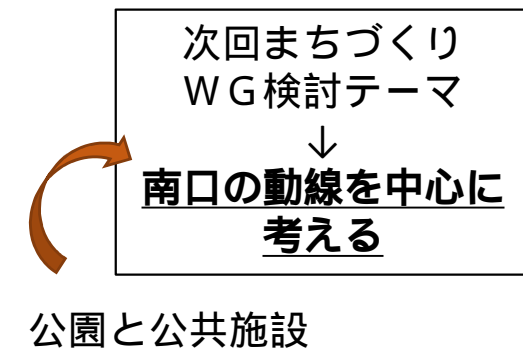 次回まちづくり
ＷＧ検討テーマ
↓
南口の動線を中心に
考える
公園と公共施設